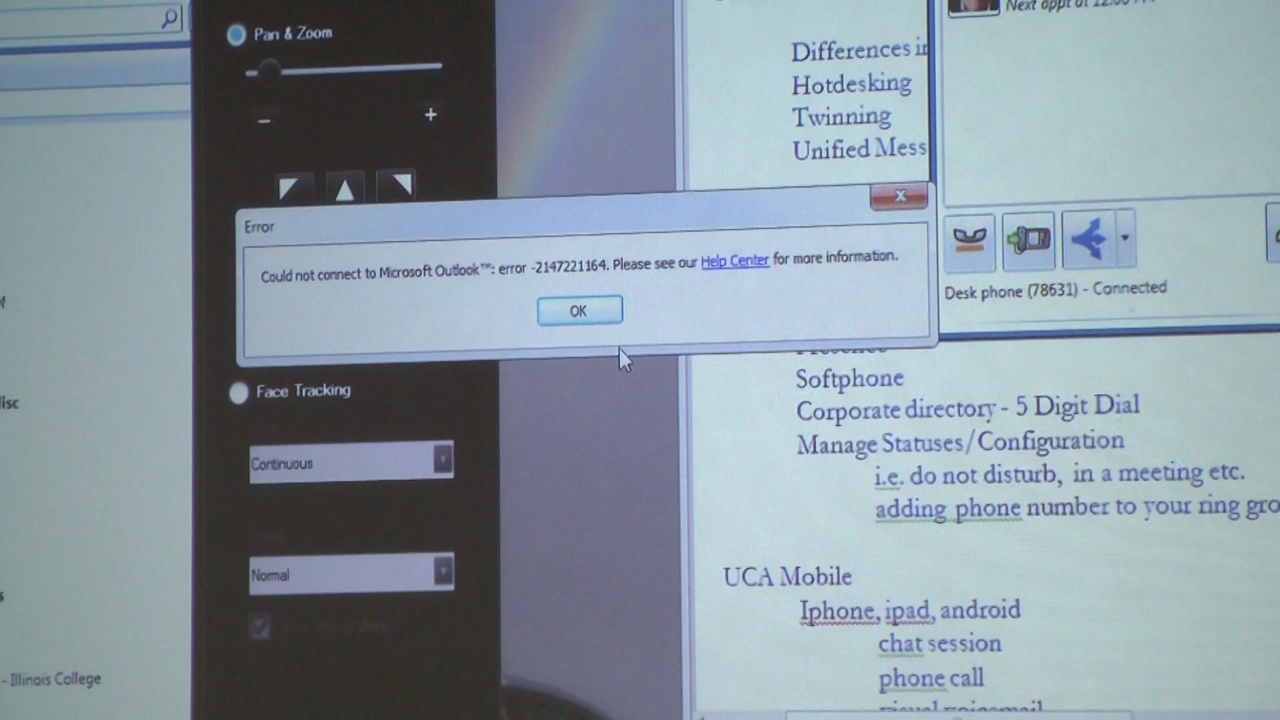 Pan & Zoom
Next appt at
Differences
Hotdesking
Twinning
Unified Mess
Error
Could not connect to Microsoft Outlook™: error -2147221164. Please see our Help Center for more information.
OK
Desk phone (78631) - Connected
Softphone
Corporate directory - 5 Digit Dial
Manage Statuses/Configuration
i.e. do not disturb, in a meeting etc.
adding phone number to your ring gro
Face Tracking
Continuous
Normal
UCA Mobile
Iphone, ipad, android
chat session
phone call
- Illinois College